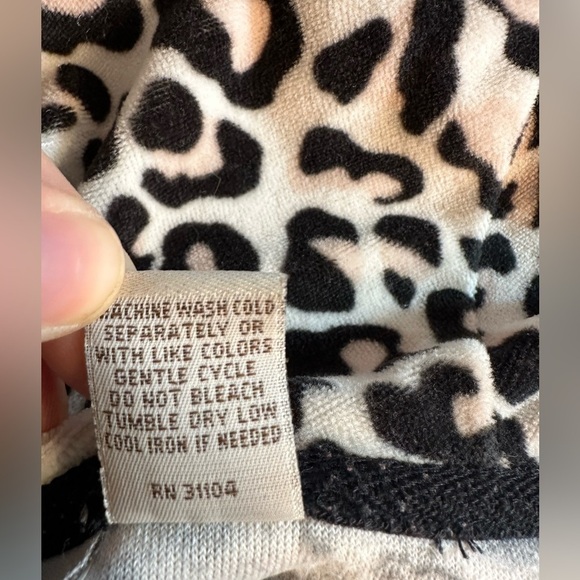 MACHINE WASH COLD
SEPARATELY OR
WITH LIKE COLORS
GENTLE CYCLE
DO NOT BLEACH
TUMBLE DRY LOW
COOL IRON IF NEEDED
RN 31104